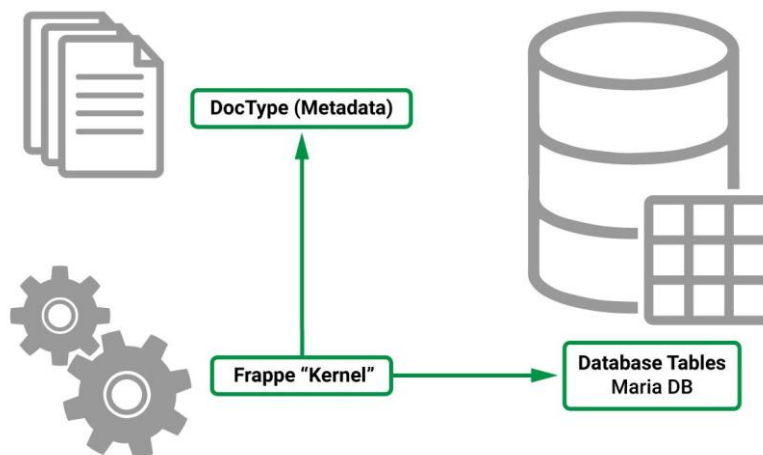 DocType (Metadata)
Frappe “Kernel”
Database Tables
Maria DB